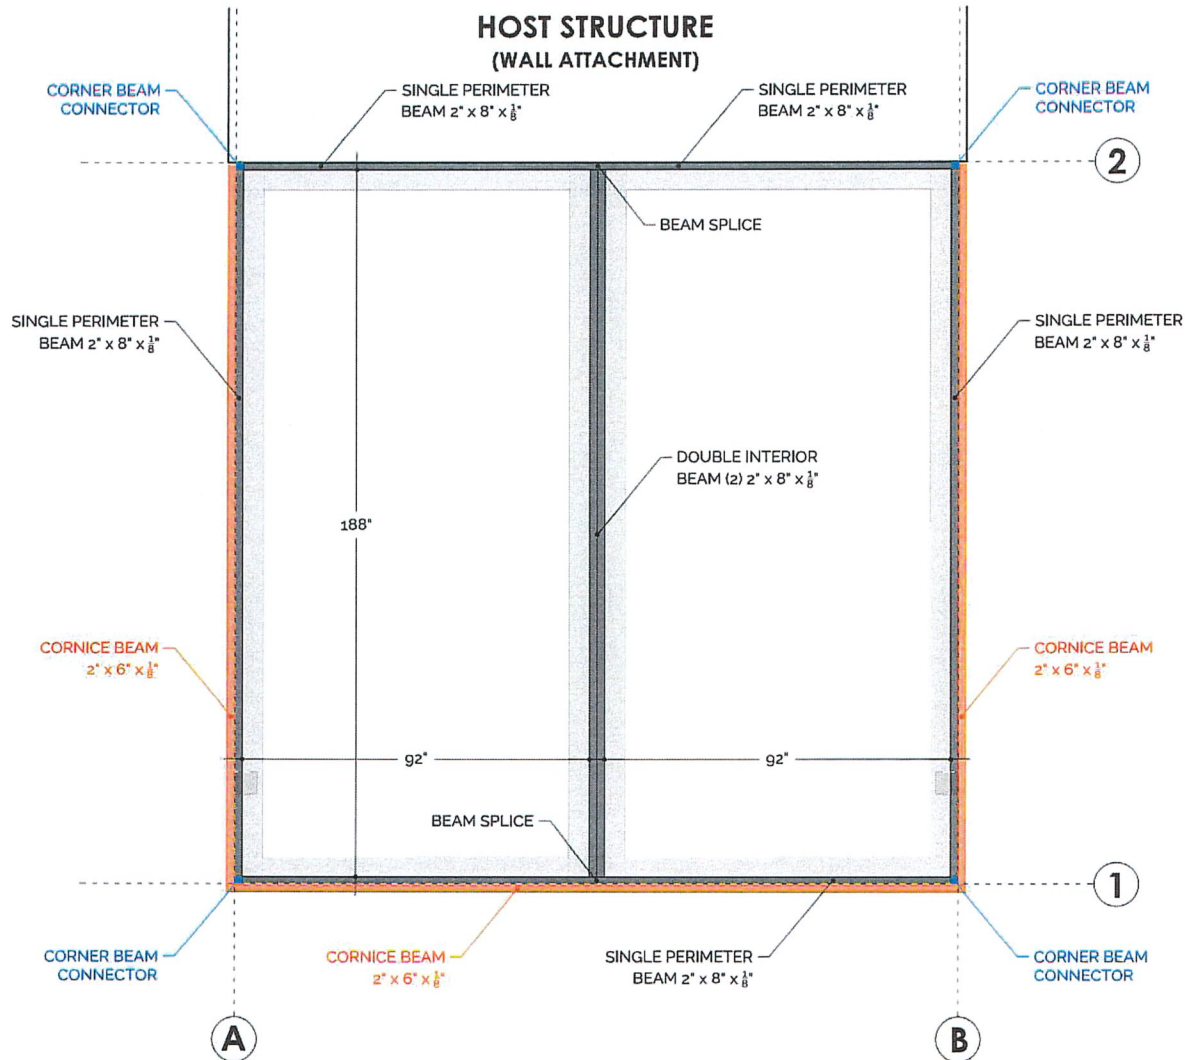 HOST STRUCTURE
(WALL ATTACHMENT)
CORNER BEAM
CONNECTOR
SINGLE PERIMETER
BEAM 2" x 8" x 1/8"
SINGLE PERIMETER
BEAM 2" x 8" x 1/8"
CORNER BEAM
CONNECTOR
2
BEAM SPLICE
SINGLE PERIMETER
BEAM 2" x 8" x 1/8"
SINGLE PERIMETER
BEAM 2" x 8" x 1/8"
DOUBLE INTERIOR
BEAM (2) 2" x 8" x 1/8"
188"
CORNICE BEAM
2" x 6" x 1/8"
CORNICE BEAM
2" x 6" x 1/8"
92"
92"
BEAM SPLICE
1
CORNER BEAM
CONNECTOR
CORNICE BEAM
2" x 6" x 1/8"
SINGLE PERIMETER
BEAM 2" x 8" x 1/8"
CORNER BEAM
CONNECTOR
A
B